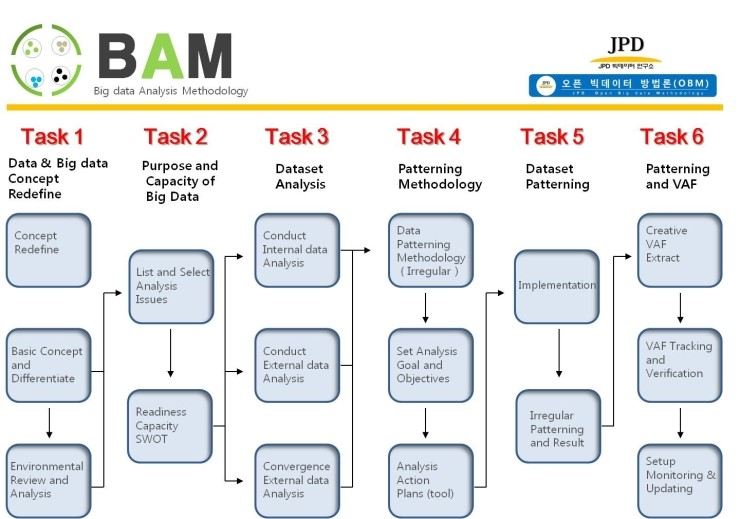 BAM
Big data Analysis Methodology
JPD
JPD 빅데이터 연구소
오픈 빅데이터 방법론(OBM)
JPD Open Big data Methodology
Task 1
Data & Big data
Concept
Redefine
Task 2
Purpose and
Capacity of
Big Data
Task 3
Dataset
Analysis
Task 4
Patterning
Methodology
Task 5
Dataset
Patterning
Task 6
Patterning
and VAF
Concept
Redefine
Basic Concept
and
Differentiate
Environmental
Review and
Analysis
List and Select
Analysis
Issues
Readiness
Capacity
SWOT
Conduct
Internal data
Analysis
Conduct
External data
Analysis
Convergence
External data
Analysis
Data
Patterning
Methodology
( Irregular )
Set Analysis
Goal and
Objectives
Analysis
Action
Plans (tool)
Implementation
Irregular
Patterning
and Result
Creative
VAF
Extract
VAF Tracking
and
Verification
Setup
Monitoring &
Updating